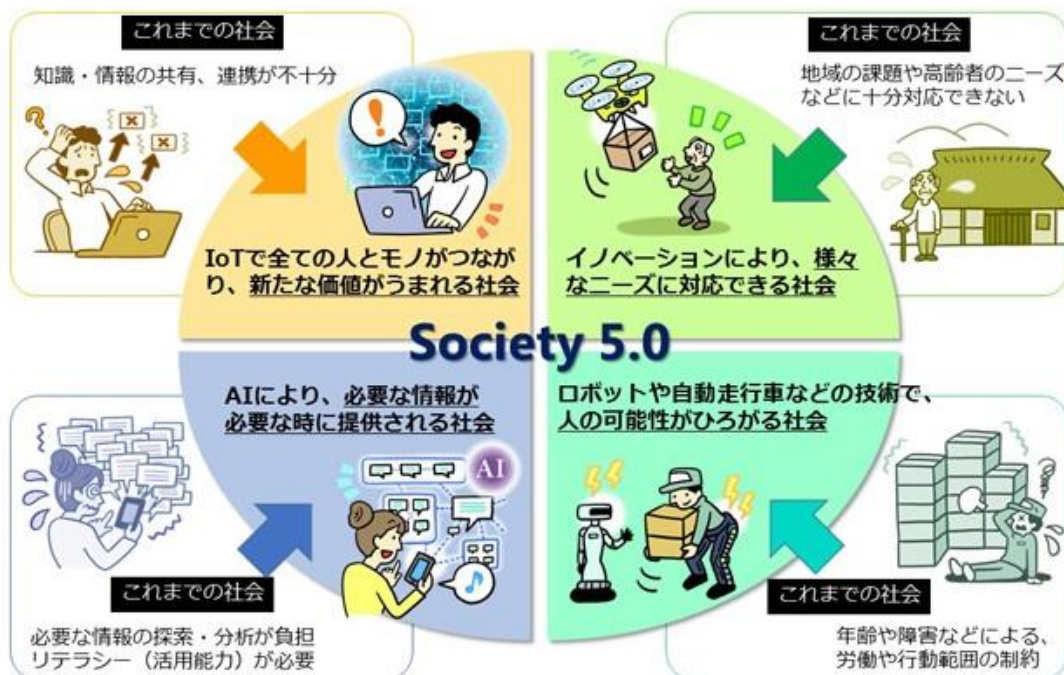 これまでの社会
知識・情報の共有、連携が不十分
?
!
IoTで全ての人とモノがつなが
り、新たな価値がうまれる社会
これまでの社会
地域の課題や高齢者のニーズ
などに十分対応できない
イノベーションにより、様々
なニーズに対応できる社会
Society 5.0
AIにより、必要な情報が
必要な時に提供される社会
AI
これまでの社会
必要な情報の探索・分析が負担
リテラシー（活用能力）が必要
ロボットや自動走行車などの技術で、
人の可能性がひろがる社会
これまでの社会
年齢や障害などによる、
労働や行動範囲の制約